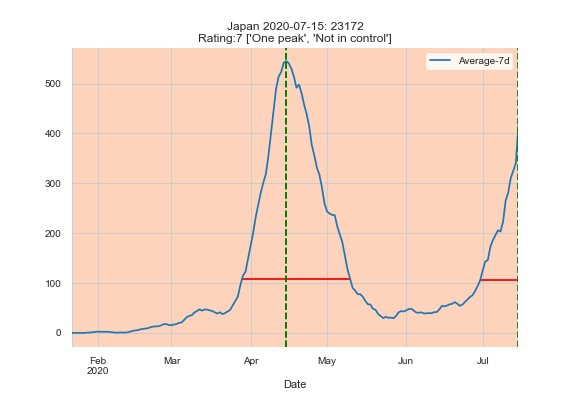 Japan 2020-07-15: 23172
Rating:7 ['One peak', 'Not in control']
Average-7d
500
400
300
200
100
0
Feb Mar Apr May Jun Jul
2020
Date